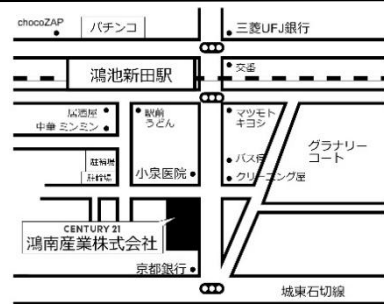 chocoZAP
パチンコ
三菱UFJ銀行
鴻池新田駅
交番
居酒屋
中華 ミンミン
駅前
うどん
マツモト
キヨシ
グラナリー
コート
駐輪場
駐輪場
小泉医院
バス停
クリーニング屋
CENTURY 21
鴻南産業株式会社
京都銀行
城東石切線